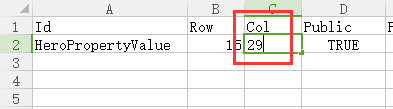 A B C D
1 Id Row Col Public
2 HeroPropertyValue 15 29 TRUE
3
4
5